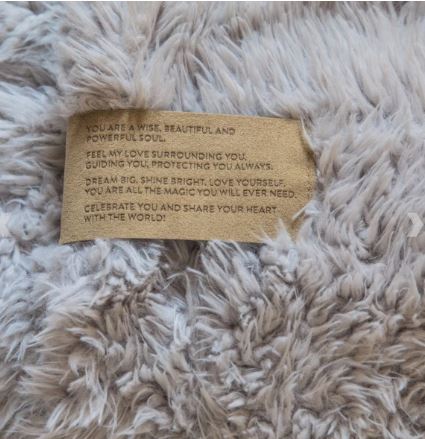 YOU ARE A WISE, BEAUTIFUL AND
POWERFUL SOUL.
FEEL MY LOVE SURROUNDING YOU,
GUIDING YOU, PROTECTING YOU ALWAYS.
DREAM BIG, SHINE BRIGHT, LOVE YOURSELF,
YOU ARE ALL THE MAGIC YOU WILL EVER NEED.
CELEBRATE YOU AND SHARE YOUR HEART
WITH THE WORLD!